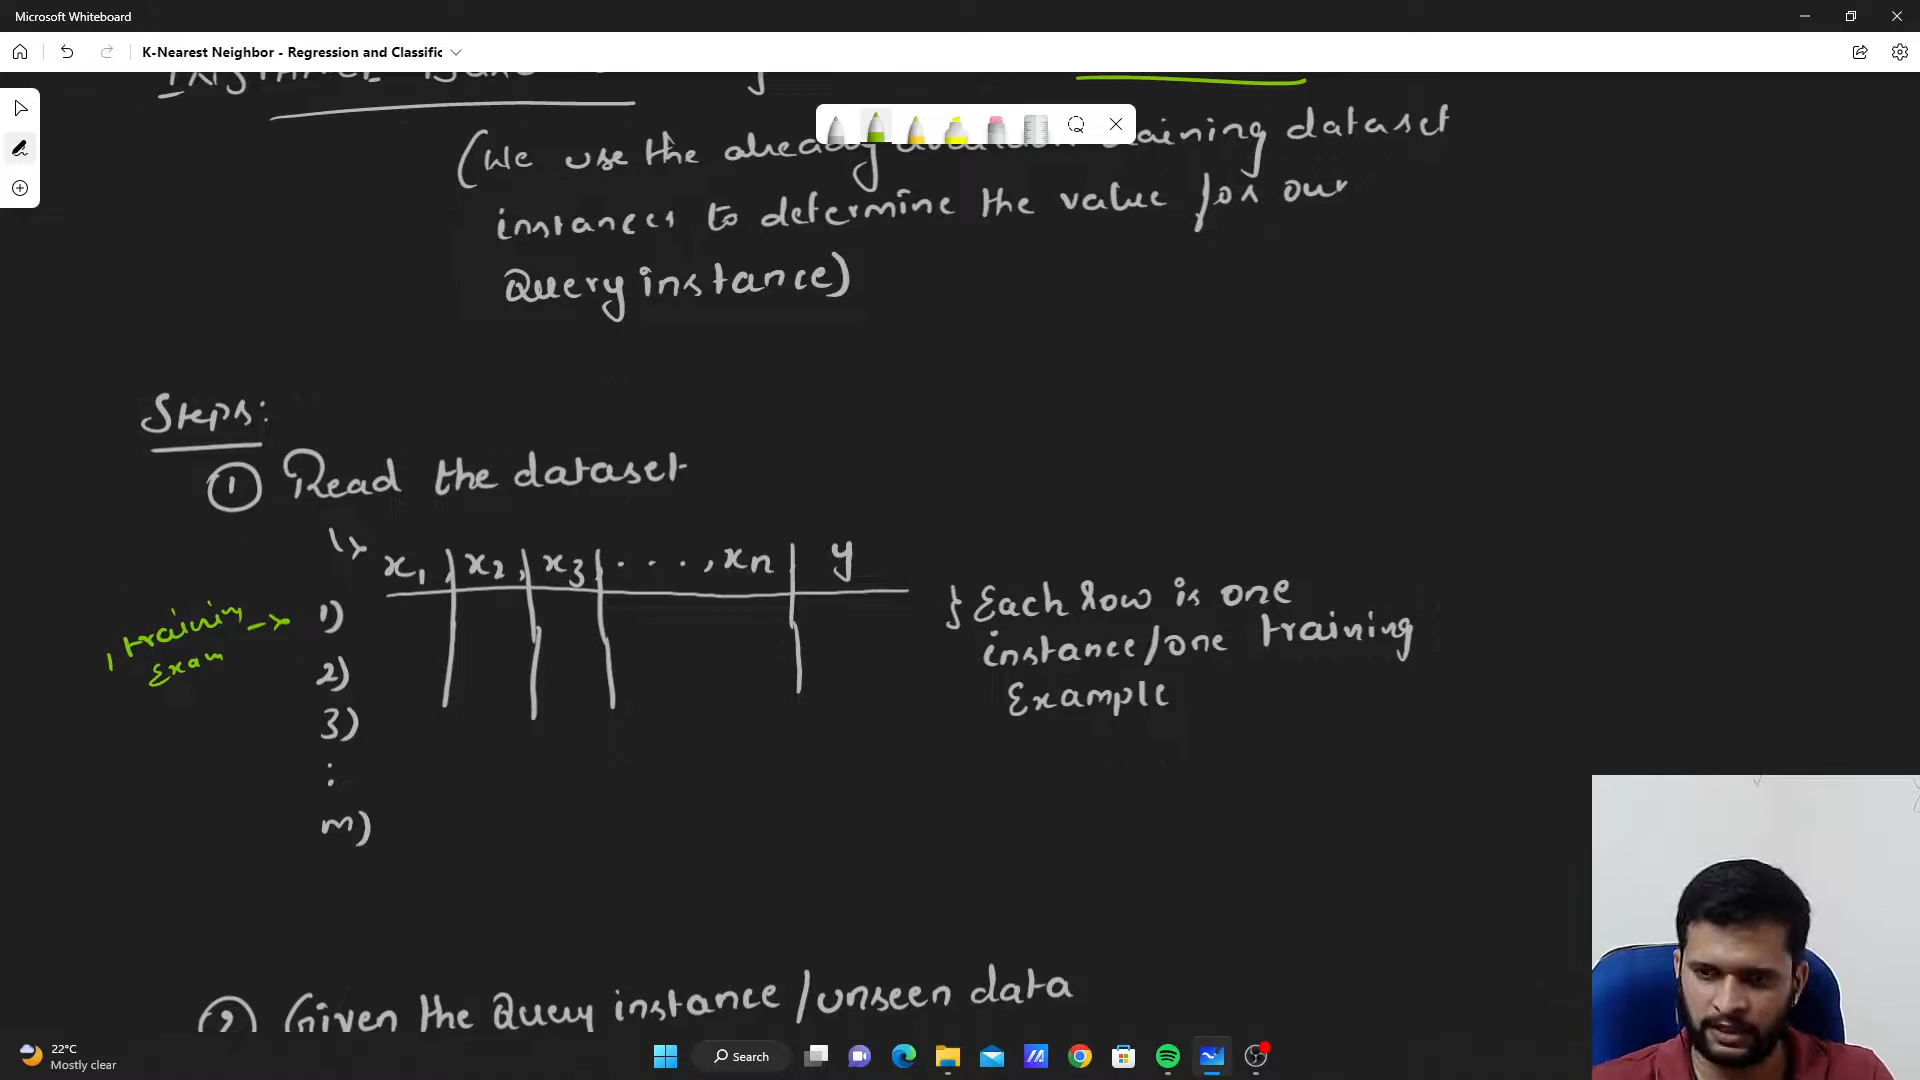 Microsoft Whiteboard
K-Nearest Neighbor - Regression and Classific
INSTANCE
(We use the already training dataset
instances to determine the value for our
Query instance)
Steps:
① Read the dataset
x1, x2, x3, . . . , xn y
1)
2)
3)
:
m)
1 training
Exam
} Each row is one
instance/one training
Example
② Given the Query instance /unseen data
22°C
Mostly clear
Search